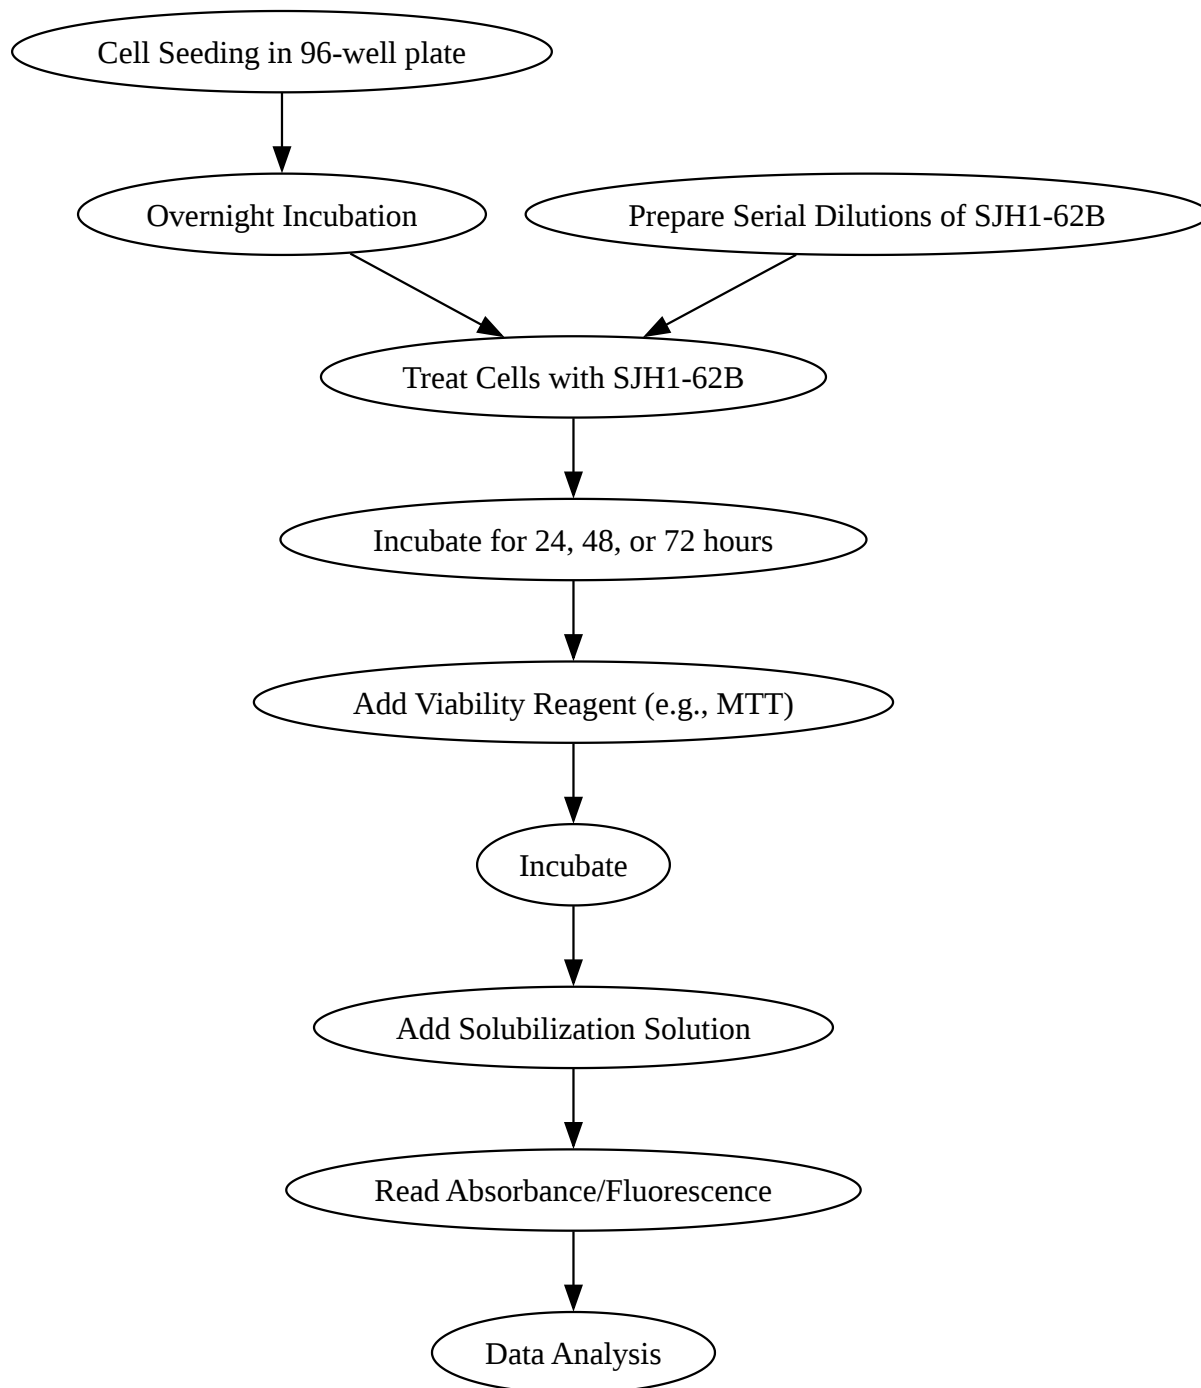 Cell Seeding in 96-well plate
Overnight Incubation
Prepare Serial Dilutions of SJH1-62B
Treat Cells with SJH1-62B
Incubate for 24, 48, or 72 hours
Add Viability Reagent (e.g., MTT)
Incubate
Add Solubilization Solution
Read Absorbance/Fluorescence
Data Analysis